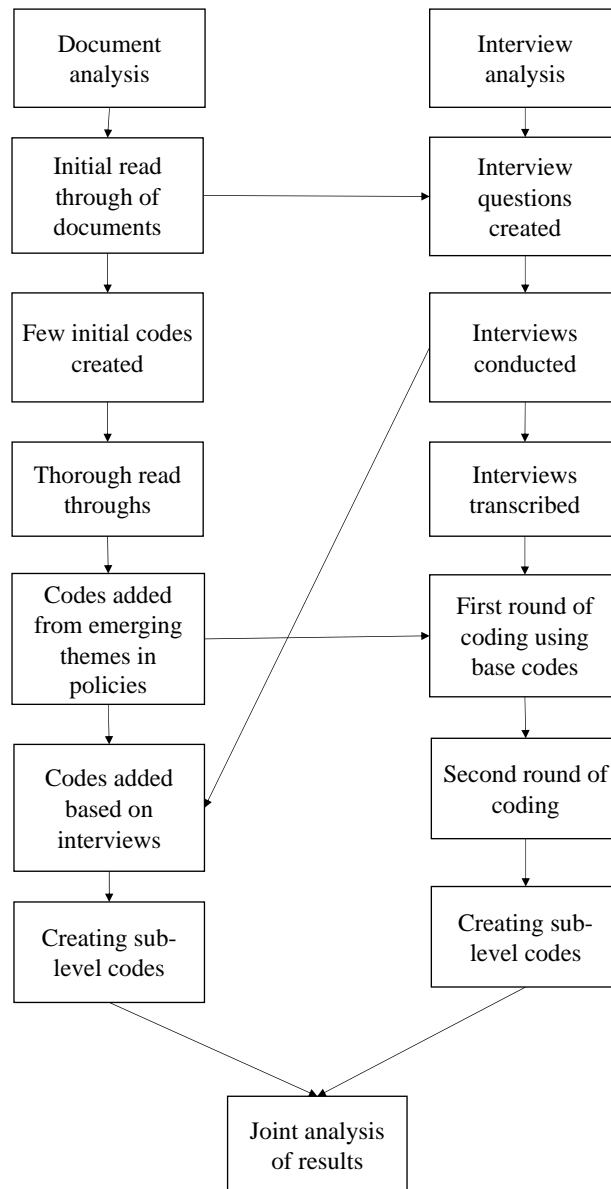 Document
analysis
Initial read
through of
documents
Few initial codes
created
Thorough read
throughs
Codes added
from emerging
themes in
policies
Codes added
based on
interviews
Creating sub-
level codes
Interview
analysis
Interview
questions
created
Interviews
conducted
Interviews
transcribed
First round of
coding using
base codes
Second round of
coding
Creating sub-
level codes
Joint analysis
of results